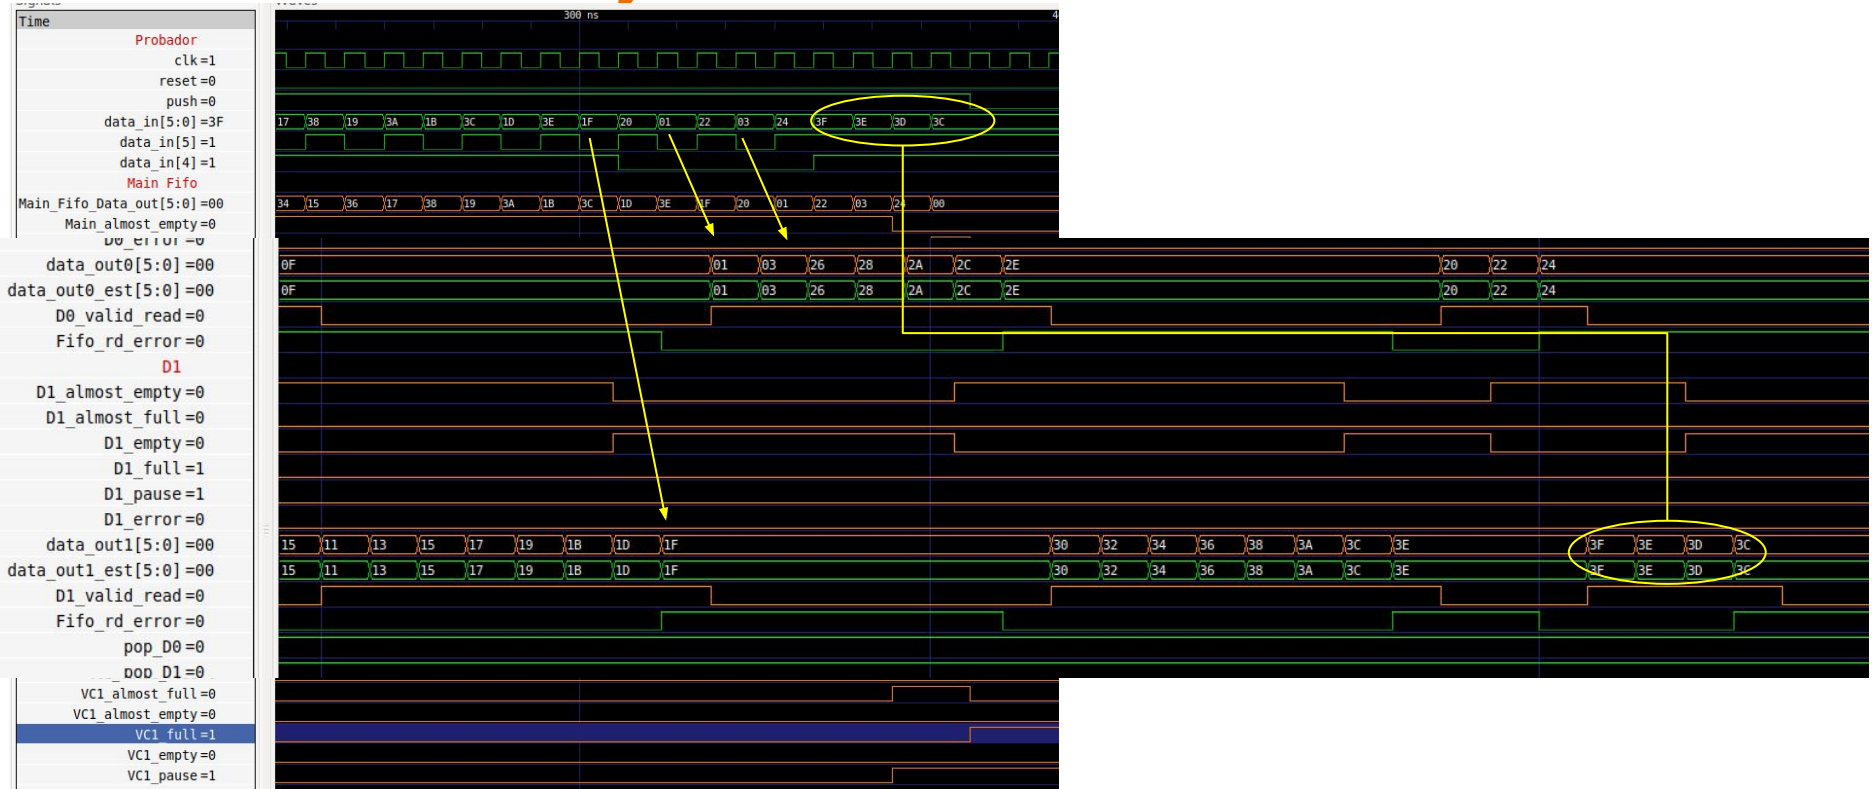 Signals Waves
Time 300 ns 4
Probador
clk=1
reset=0
push=0
data_in[5:0]=3F 17 38 19 3A 1B 3C 1D 3E 1F 20 01 22 03 24 3F 3E 3D 3C
data_in[5]=1
data_in[4]=1
Main Fifo
Main_Fifo_Data_out[5:0]=00 34 15 36 17 38 19 3A 1B 3C 1D 3E 1F 20 01 22 03 24 00
Main_almost_empty=0
D0_error=0
data_out0[5:0]=00 0F 01 03 26 28 2A 2C 2E 20 22 24
data_out0_est[5:0]=00 0F 01 03 26 28 2A 2C 2E 20 22 24
D0_valid_read=0
Fifo_rd_error=0
D1
D1_almost_empty=0
D1_almost_full=0
D1_empty=0
D1_full=1
D1_pause=1
D1_error=0
data_out1[5:0]=00 15 11 13 15 17 19 1B 1D 1F 30 32 34 36 38 3A 3C 3E 3F 3E 3D 3C
data_out1_est[5:0]=00 15 11 13 15 17 19 1B 1D 1F 30 32 34 36 38 3A 3C 3E 3F 3E 3D 3C
D1_valid_read=0
Fifo_rd_error=0
pop_D0=0
pop_D1=0
VC1_almost_full=0
VC1_almost_empty=0
VC1_full=1
VC1_empty=0
VC1_pause=1